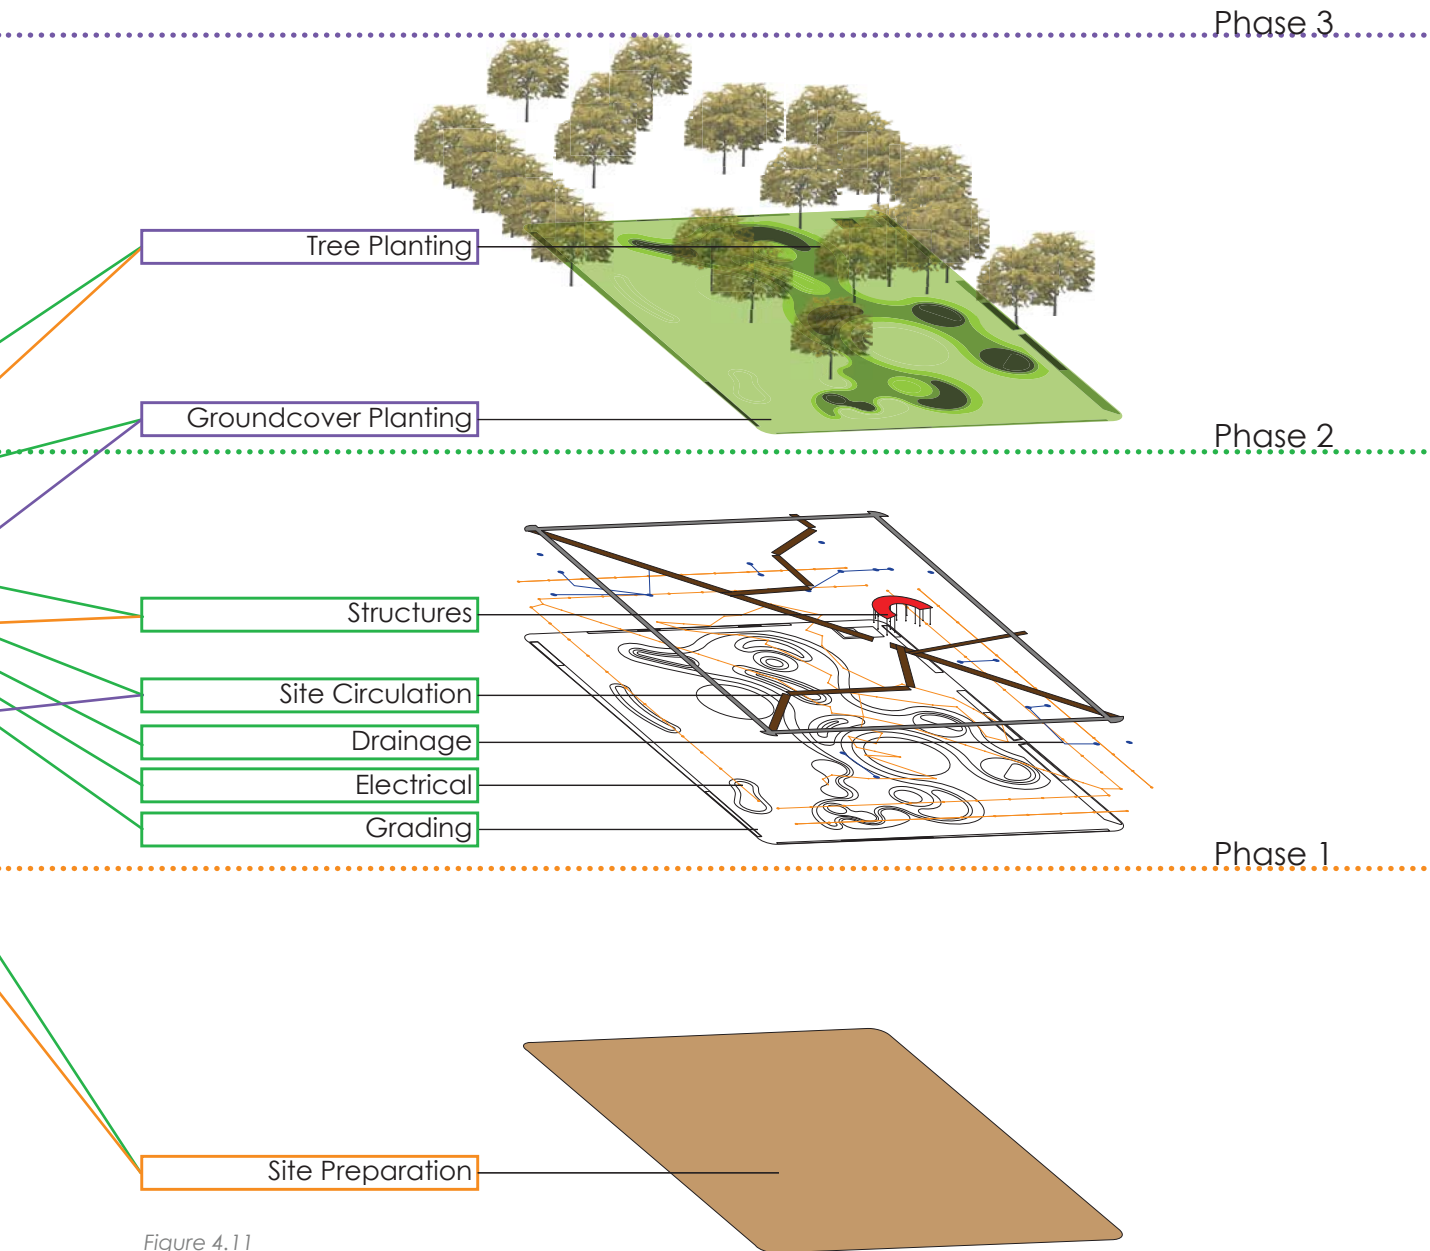 Phase 3
Tree Planting
Groundcover Planting
Phase 2
Structures
Site Circulation
Drainage
Electrical
Grading
Phase 1
Site Preparation
Figure 4.11